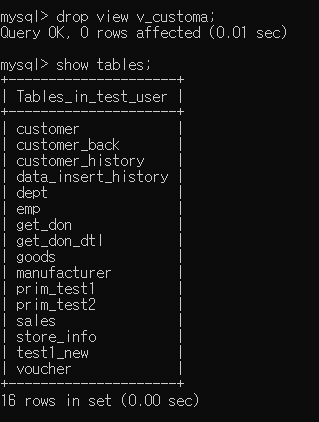 mysql> drop view v_customa;
Query OK, 0 rows affected (0.01 sec)
mysql> show tables;
+---------------------+
| Tables_in_test_user |
+---------------------+
| customer            |
| customer_back       |
| customer_history    |
| data_insert_history |
| dept                |
| emp                 |
| get_don             |
| get_don_dtl         |
| goods               |
| manufacturer        |
| prim_test1          |
| prim_test2          |
| sales               |
| store_info          |
| test1_new           |
| voucher             |
+---------------------+
16 rows in set (0.00 sec)